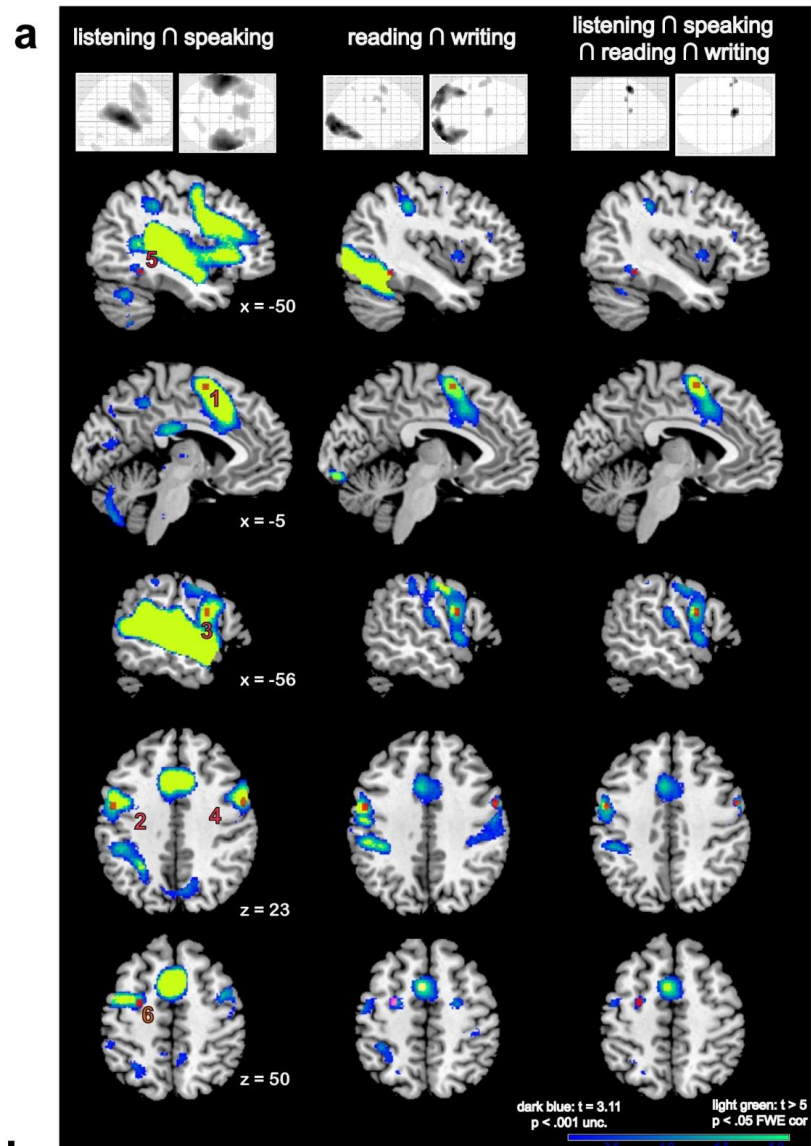 a
listening ∩ speaking
reading ∩ writing
listening ∩ speaking
∩ reading ∩ writing
5
x = -50
1
x = -5
3
x = -56
2
4
z = 23
6
z = 50
dark blue: t = 3.11
p < .001 unc.
light green: t > 5
p < .05 FWE cor